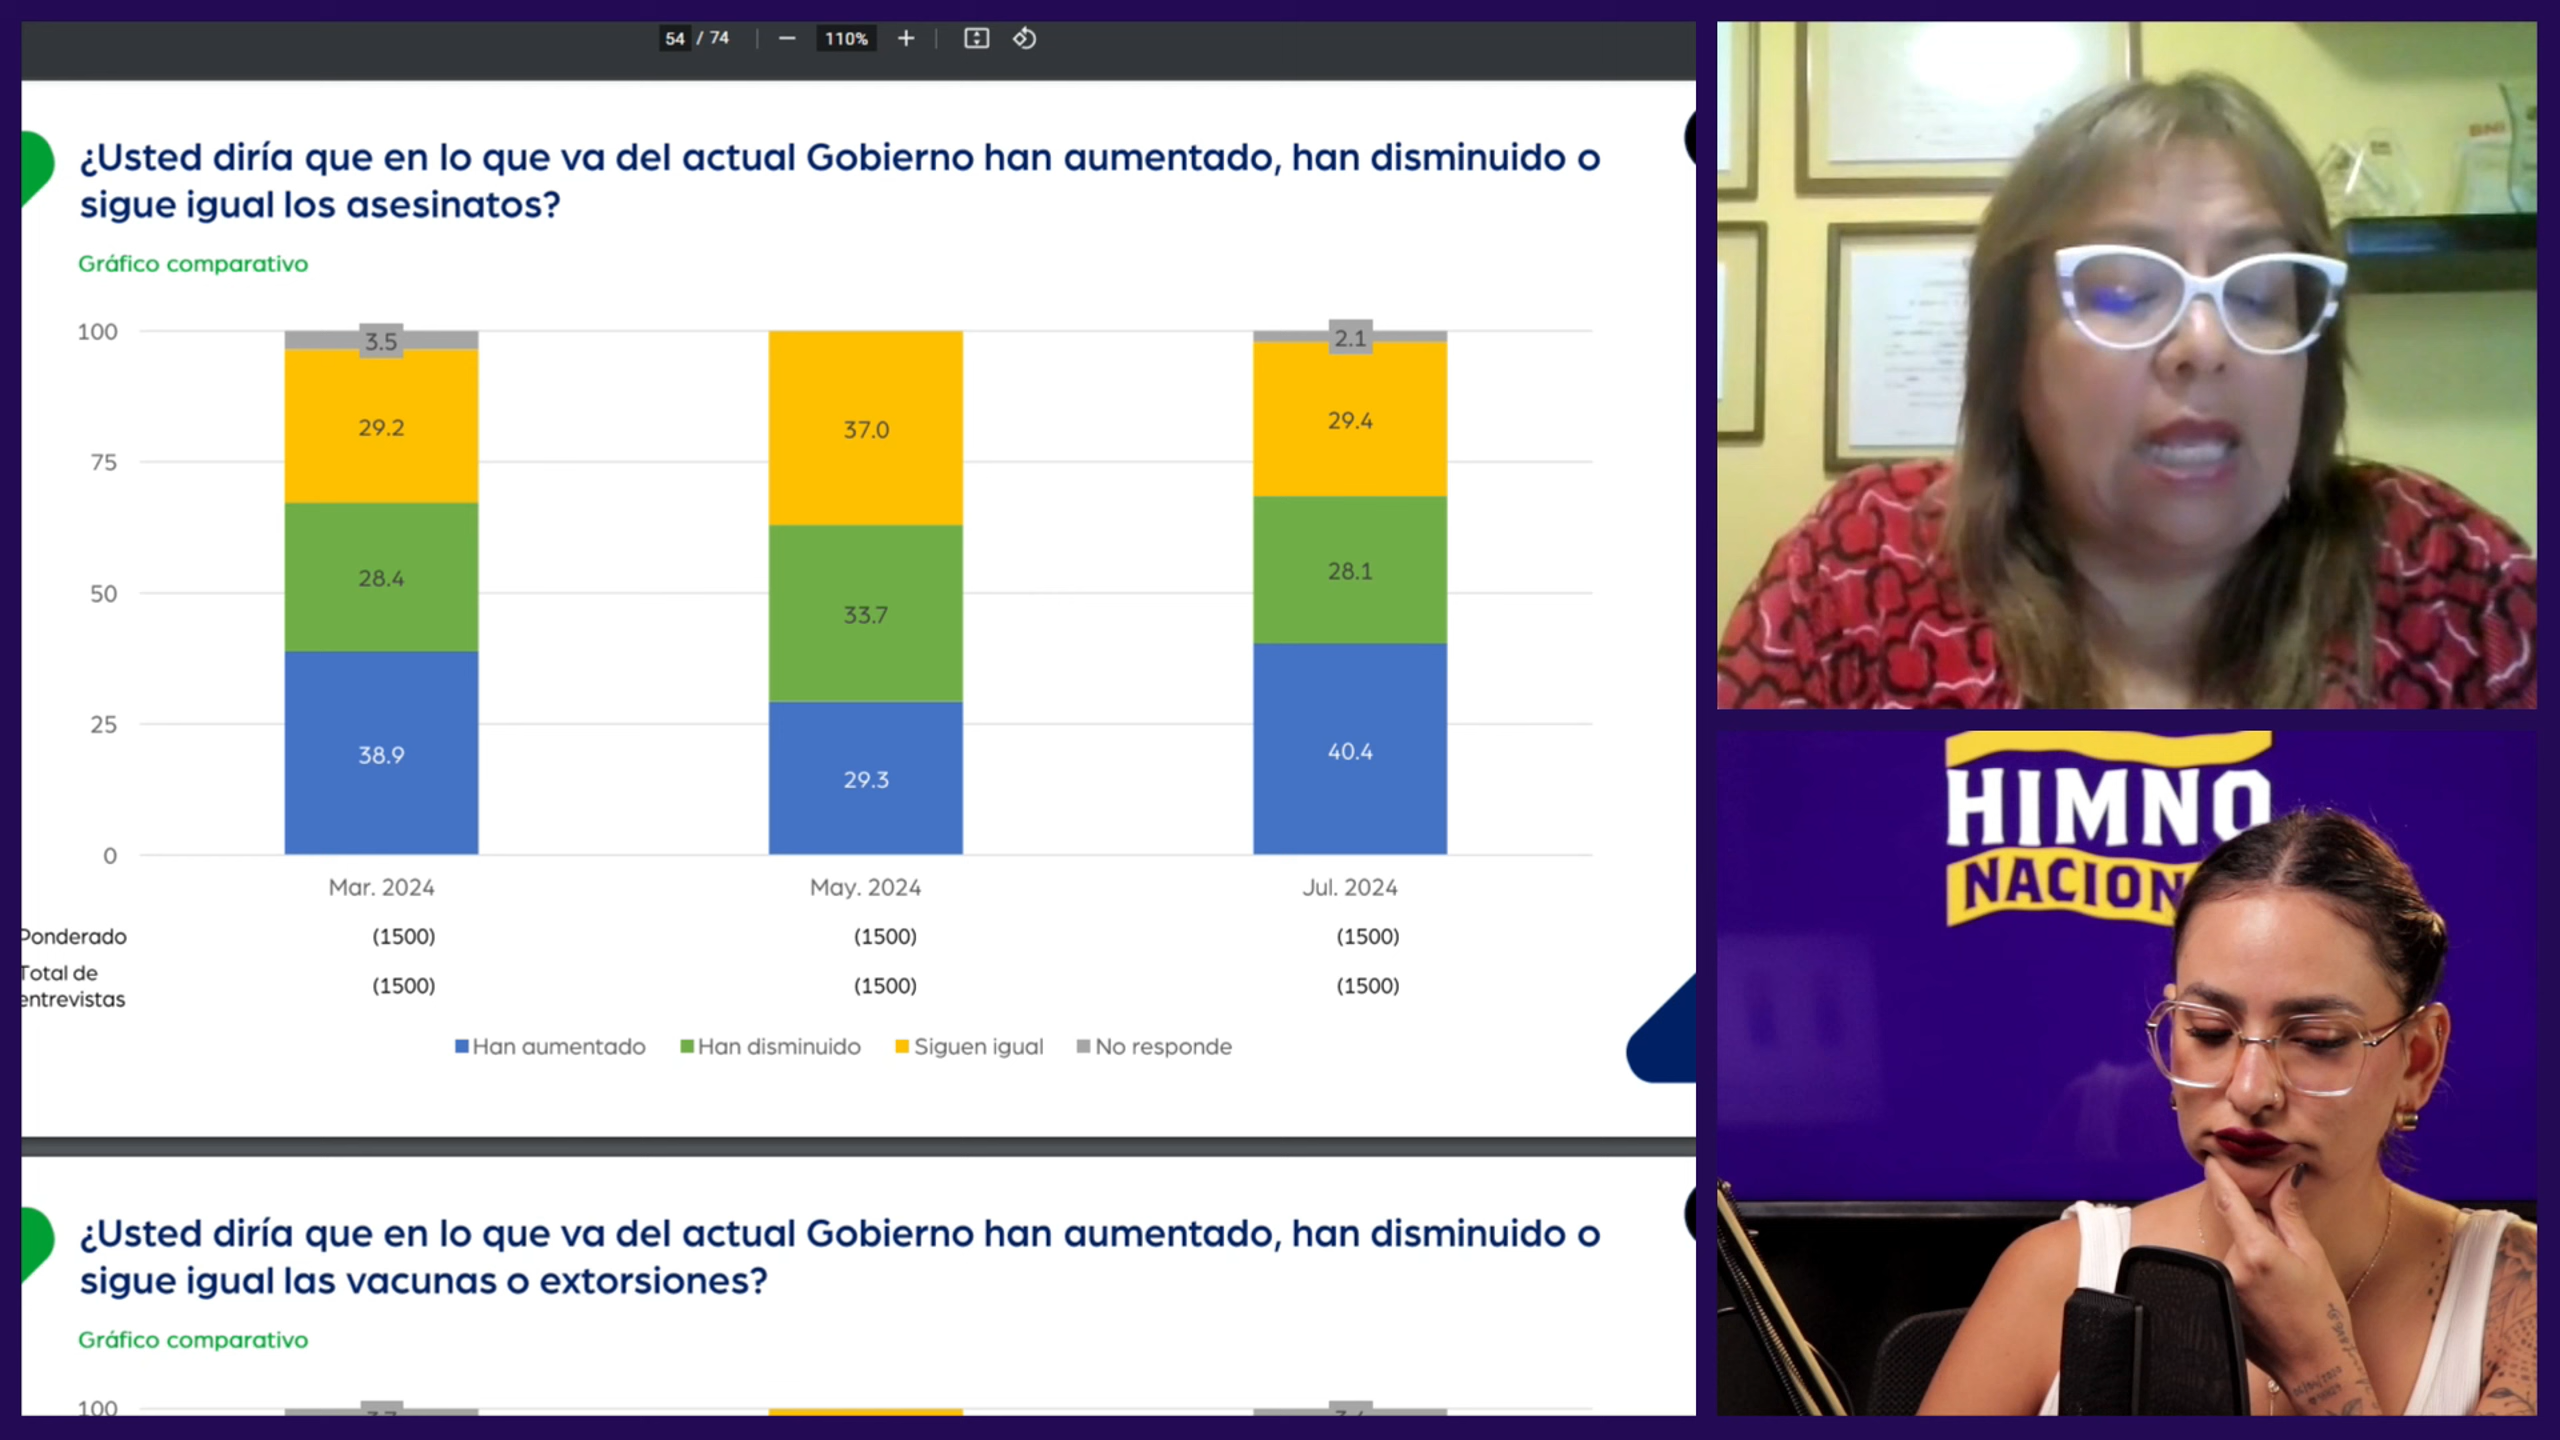 54 / 74 110%
¿Usted diría que en lo que va del actual Gobierno han aumentado, han disminuido o
sigue igual los asesinatos?
Gráfico comparativo
100
75
50
25
0
3.5
29.2
28.4
38.9
37.0
33.7
29.3
2.1
29.4
28.1
40.4
Mar. 2024 May. 2024 Jul. 2024
Ponderado (1500) (1500) (1500)
Total de
entrevistas (1500) (1500) (1500)
Han aumentado Han disminuido Siguen igual No responde
¿Usted diría que en lo que va del actual Gobierno han aumentado, han disminuido o
sigue igual las vacunas o extorsiones?
Gráfico comparativo
100
BNI
HIMNO
NACION